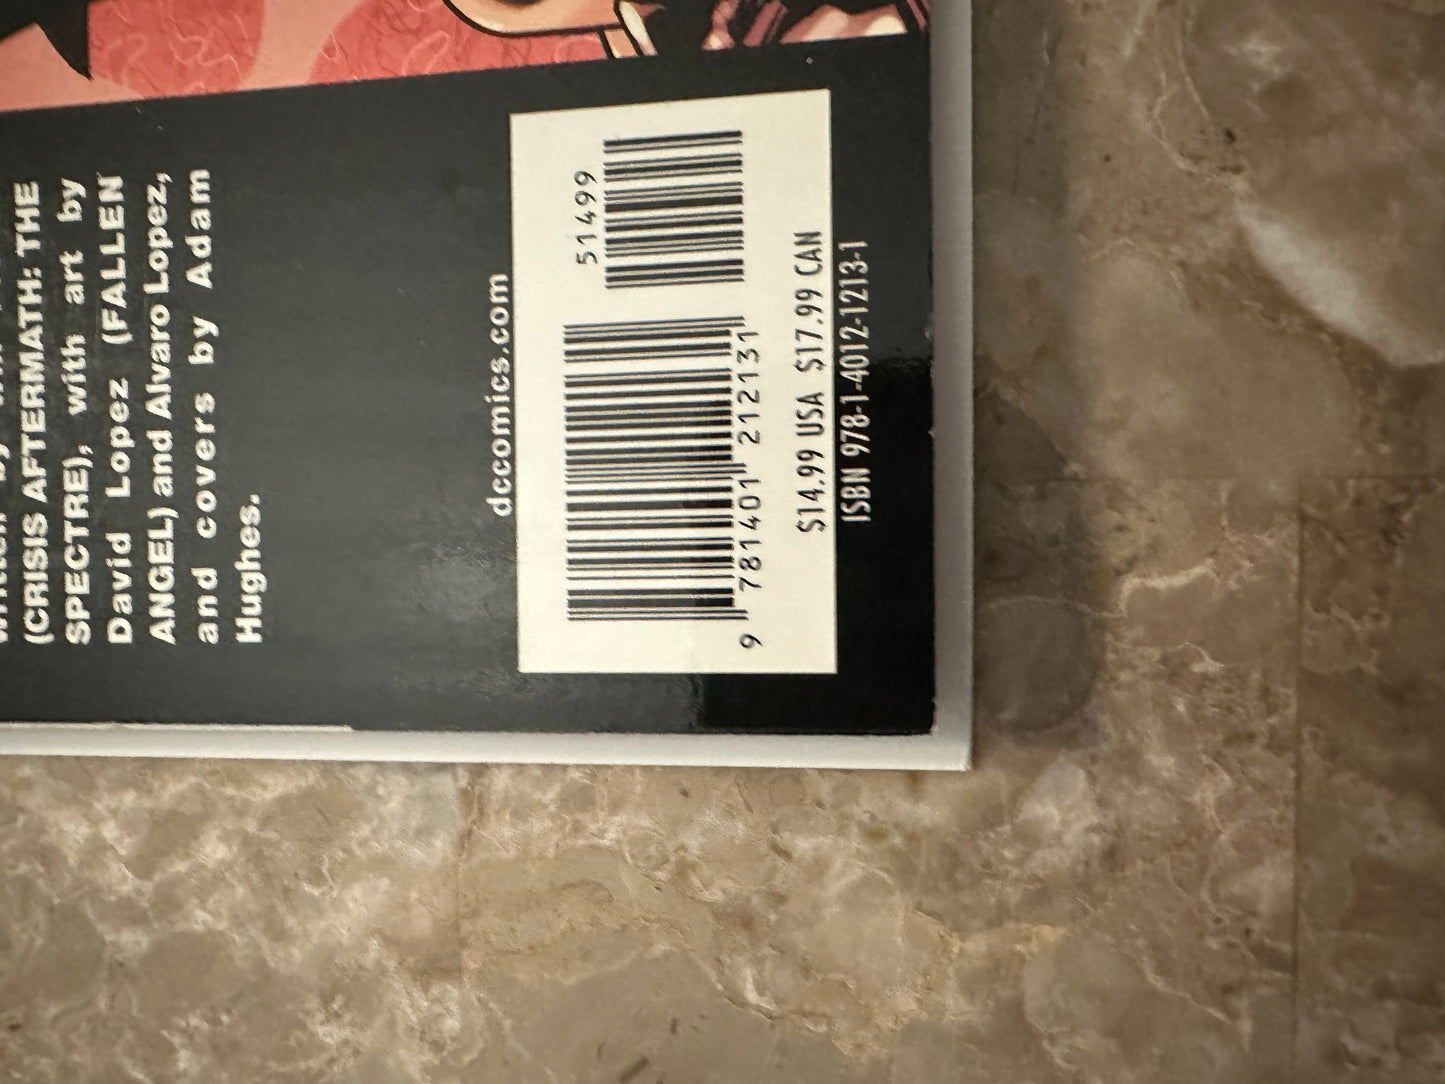 (CRISIS AFTERMATH: THE
SPECTRE), with art by
David Lopez (FALLEN
ANGEL) and Alvaro Lopez,
and covers by Adam
Hughes.
dccomics.com
51499
9 781401 212131
$14.99 USA $17.99 CAN
ISBN 978-1-4012-1213-1